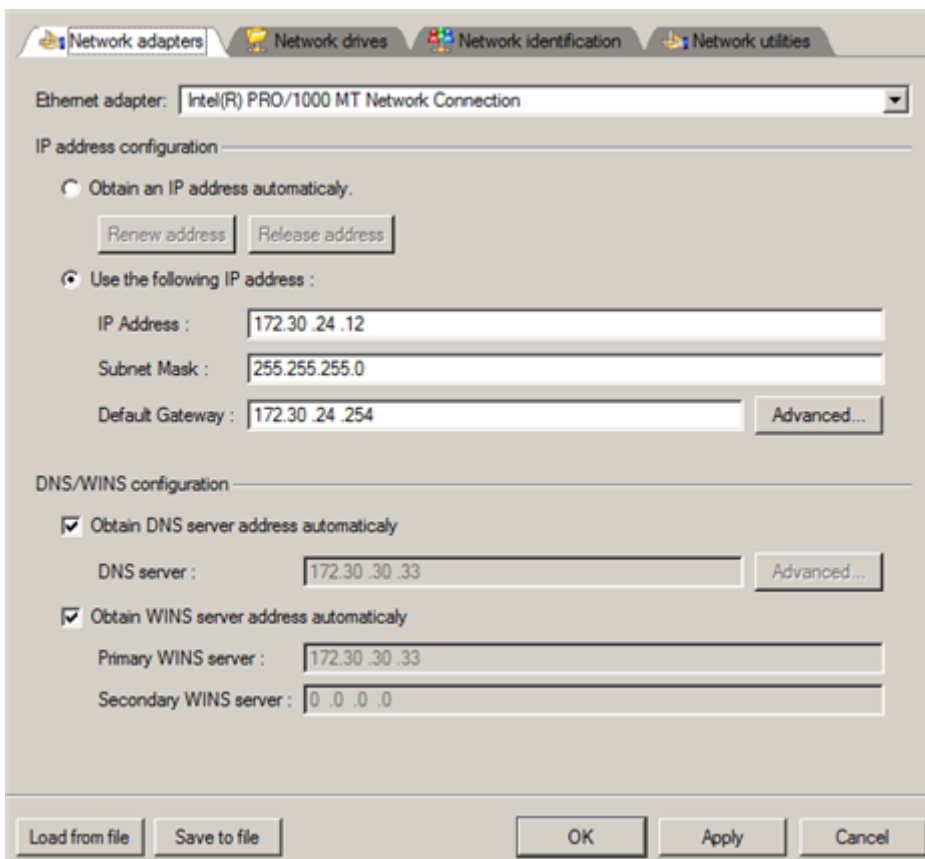 Network adapters Network drives Network identification Network utilities
Ethernet adapter: Intel(R) PRO/1000 MT Network Connection
IP address configuration
Obtain an IP address automaticaly.
Renew address Release address
Use the following IP address :
IP Address : 172.30 .24 .12
Subnet Mask : 255.255.255.0
Default Gateway : 172.30 .24 .254 Advanced...
DNS/WINS configuration
Obtain DNS server address automaticaly
DNS server : 172.30 .30 .33 Advanced...
Obtain WINS server address automaticaly
Primary WINS server : 172.30 .30 .33
Secondary WINS server : 0 .0 .0 .0
Load from file Save to file OK Apply Cancel